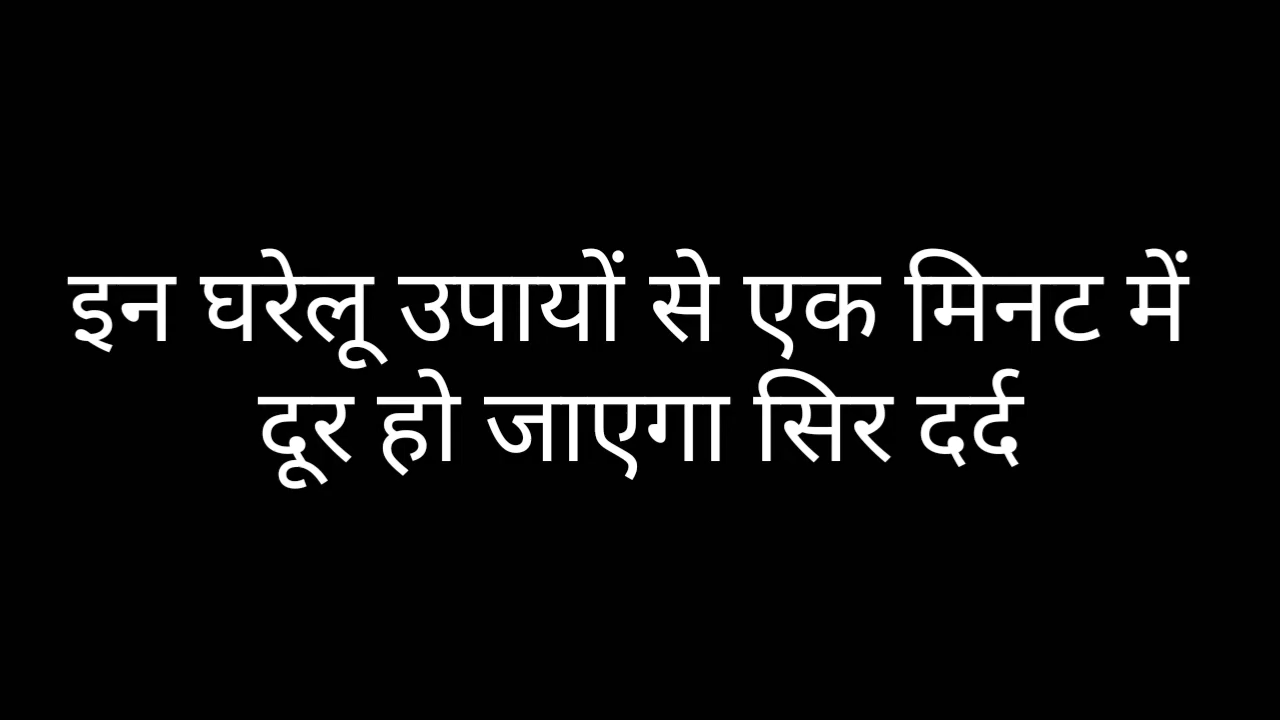 इन घरेलू उपायों से एक मिनट में
दूर हो जाएगा सिर दर्द